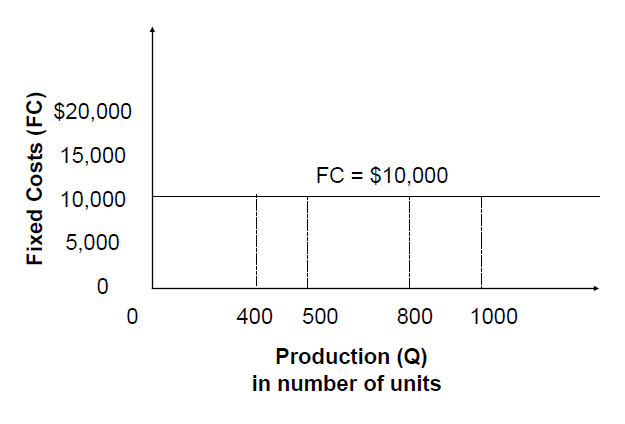 Fixed Costs (FC)
$20,000
15,000
FC = $10,000
10,000
5,000
0
0 400 500 800 1000
Production (Q)
in number of units